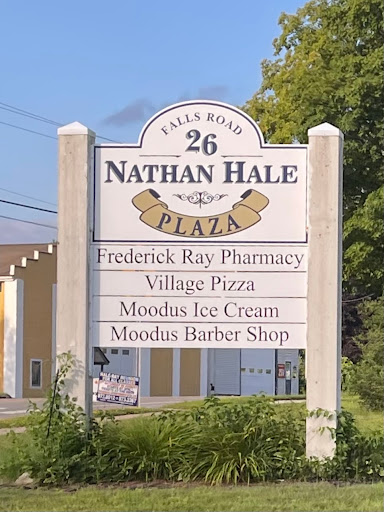 FALLS ROAD
26
NATHAN HALE
PLAZA
Frederick Ray Pharmacy
Village Pizza
Moodus Ice Cream
Moodus Barber Shop